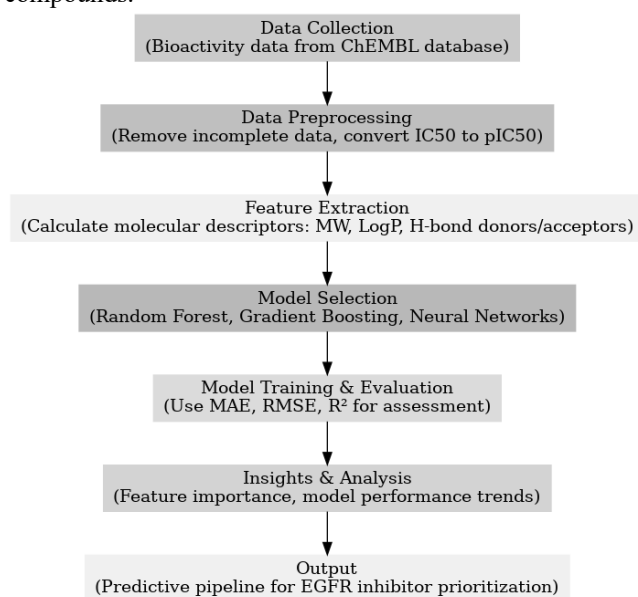 compounds.
Data Collection
(Bioactivity data from ChEMBL database)
Data Preprocessing
(Remove incomplete data, convert IC50 to pIC50)
Feature Extraction
(Calculate molecular descriptors: MW, LogP, H-bond donors/acceptors)
Model Selection
(Random Forest, Gradient Boosting, Neural Networks)
Model Training & Evaluation
(Use MAE, RMSE, R² for assessment)
Insights & Analysis
(Feature importance, model performance trends)
Output
(Predictive pipeline for EGFR inhibitor prioritization)